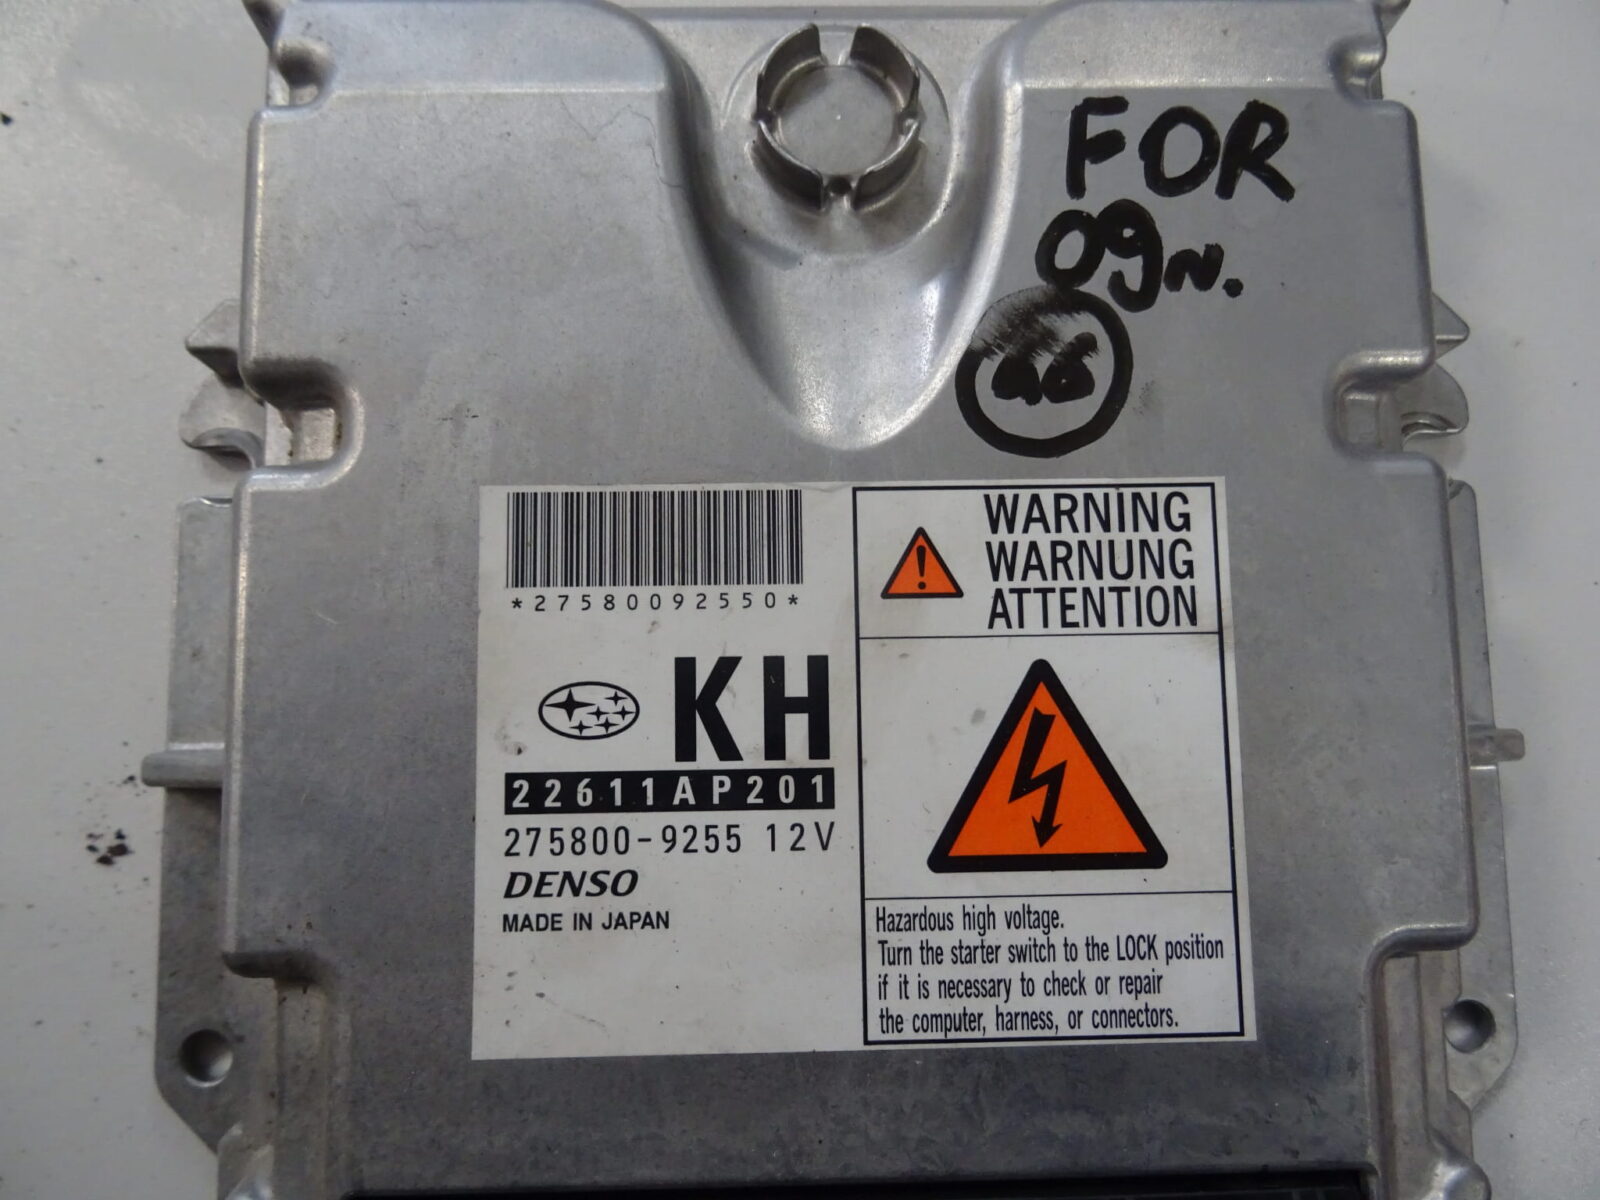 FOR
09
*27580092550*
KH
22611AP201
275800-9255 12V
DENSO
MADE IN JAPAN
WARNING
WARNUNG
ATTENTION
Hazardous high voltage.
Turn the starter switch to the LOCK position
if it is necessary to check or repair
the computer, harness, or connectors.